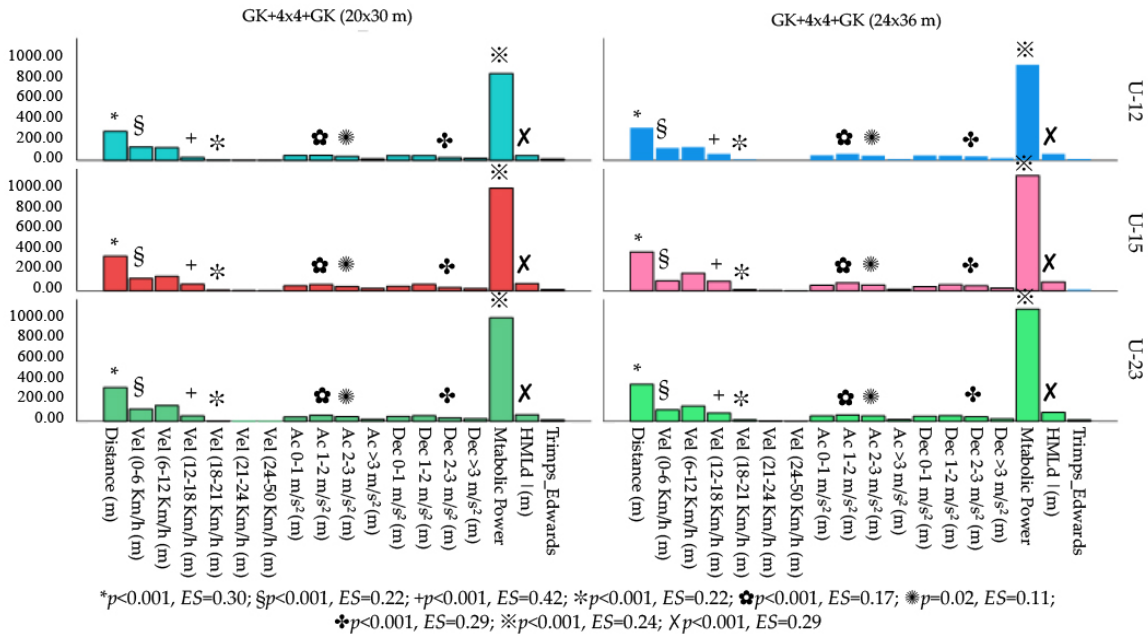 GK+4x4+GK (20x30 m)
GK+4x4+GK (24x36 m)
1000.00
800.00
600.00
400.00
200.00
0.00
* § + ✼ ✿ ✺ ✣ ※ ✗
* § + ✼ ✿ ✺ ✣ ※ ✗
U-12
1000.00
800.00
600.00
400.00
200.00
0.00
* § + ✼ ✿ ✺ ✣ ※ ✗
* § + ✼ ✿ ✺ ✣ ※ ✗
U-15
1000.00
800.00
600.00
400.00
200.00
0.00
* § + ✼ ✿ ✺ ✣ ※ ✗
* § + ✼ ✿ ✺ ✣ ※ ✗
U-23
Distance (m)
Vel (0-6 Km/h (m)
Vel (6-12 Km/h (m)
Vel (12-18 Km/h (m)
Vel (18-21 Km/h (m)
Vel (21-24 Km/h (m)
Vel (24-50 Km/h (m)
Ac 0-1 m/s² (m)
Ac 1-2 m/s² (m)
Ac 2-3 m/s² (m)
Ac >3 m/s² (m)
Dec 0-1 m/s² (m)
Dec 1-2 m/s² (m)
Dec 2-3 m/s² (m)
Dec >3 m/s² (m)
Mtabolic Power
HMLd | (m)
Trimps_Edwards
Distance (m)
Vel (0-6 Km/h (m)
Vel (6-12 Km/h (m)
Vel (12-18 Km/h (m)
Vel (18-21 Km/h (m)
Vel (21-24 Km/h (m)
Vel (24-50 Km/h (m)
Ac 0-1 m/s² (m)
Ac 1-2 m/s² (m)
Ac 2-3 m/s² (m)
Ac >3 m/s² (m)
Dec 0-1 m/s² (m)
Dec 1-2 m/s² (m)
Dec 2-3 m/s² (m)
Dec >3 m/s² (m)
Mtabolic Power
HMLd | (m)
Trimps_Edwards
*p<0.001, ES=0.30; §p<0.001, ES=0.22; +p<0.001, ES=0.42; ✼p<0.001, ES=0.22; ✿p<0.001, ES=0.17; ✺p=0.02, ES=0.11;
✣p<0.001, ES=0.29; ※p<0.001, ES=0.24; ✗p<0.001, ES=0.29